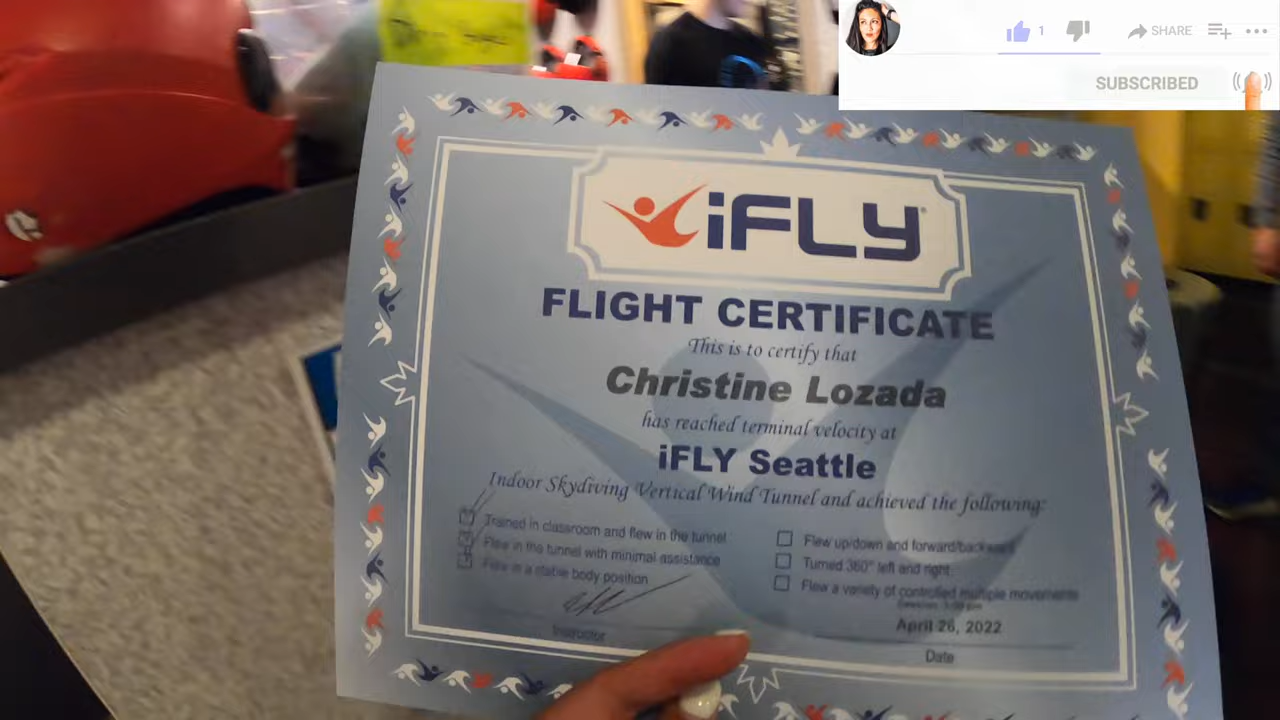 1
SHARE
SUBSCRIBED
iFLY
FLIGHT CERTIFICATE
This is to certify that
Christine Lozada
has reached terminal velocity at
iFLY Seattle
Indoor Skydiving Vertical Wind Tunnel and achieved the following:
Trained in classroom and flew in the tunnel
Flew in the tunnel with minimal assistance
Flew in a stable body position
Flew up/down and forward/backward
Turned 360° left and right
Flew a variety of controlled multiple movements
April 26, 2022
Instructor
Date